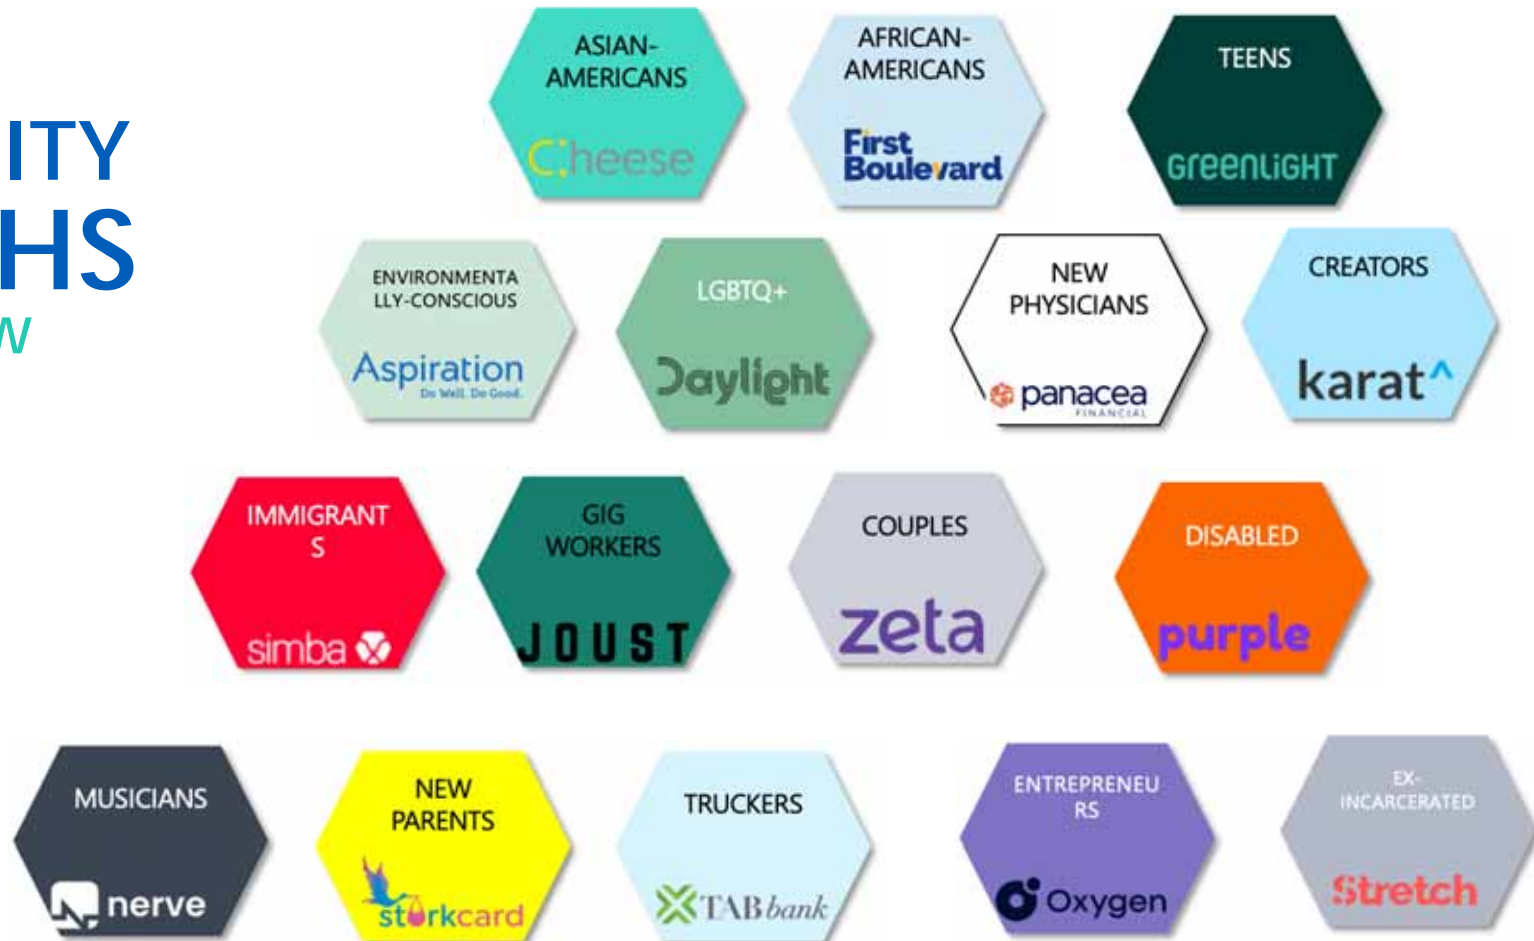 ITY
HS
W
ASIAN-
AMERICANS
Cheese
AFRICAN-
AMERICANS
First
Boulevard
TEENS
GreenLiGHT
ENVIRONMENTA
LLY-CONSCIOUS
Aspiration
Do Well. Do Good.
LGBTQ+
Daylight
NEW
PHYSICIANS
panacea
FINANCIAL
CREATORS
karat^
IMMIGRANT
S
simba
GIG
WORKERS
JOUST
COUPLES
zeta
DISABLED
purple
MUSICIANS
nerve
NEW
PARENTS
storkcard
TRUCKERS
TAB bank
ENTREPRENEU
RS
Oxygen
EX-
INCARCERATED
Stretch